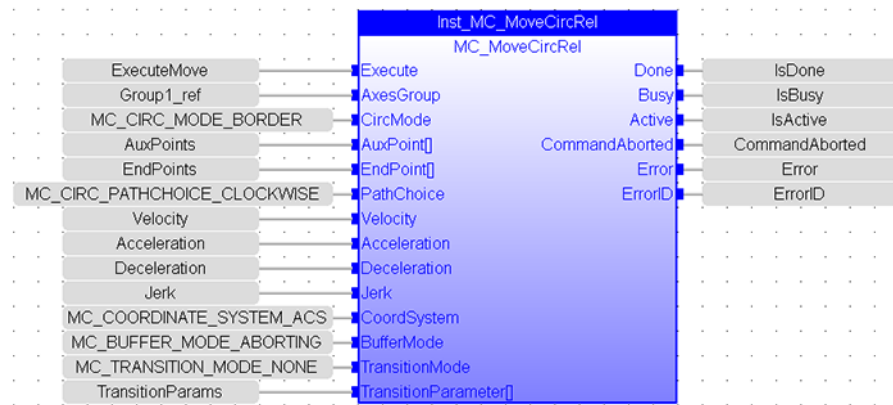 Inst_MC_MoveCircRel
MC_MoveCircRel
ExecuteMove Execute Done IsDone
Group1_ref AxesGroup Busy IsBusy
MC_CIRC_MODE_BORDER CircMode Active IsActive
AuxPoints AuxPoint[] CommandAborted CommandAborted
EndPoints EndPoint[] Error Error
MC_CIRC_PATHCHOICE_CLOCKWISE PathChoice ErrorID ErrorID
Velocity Velocity
Acceleration Acceleration
Deceleration Deceleration
Jerk Jerk
MC_COORDINATE_SYSTEM_ACS CoordSystem
MC_BUFFER_MODE_ABORTING BufferMode
MC_TRANSITION_MODE_NONE TransitionMode
TransitionParams TransitionParameter[]